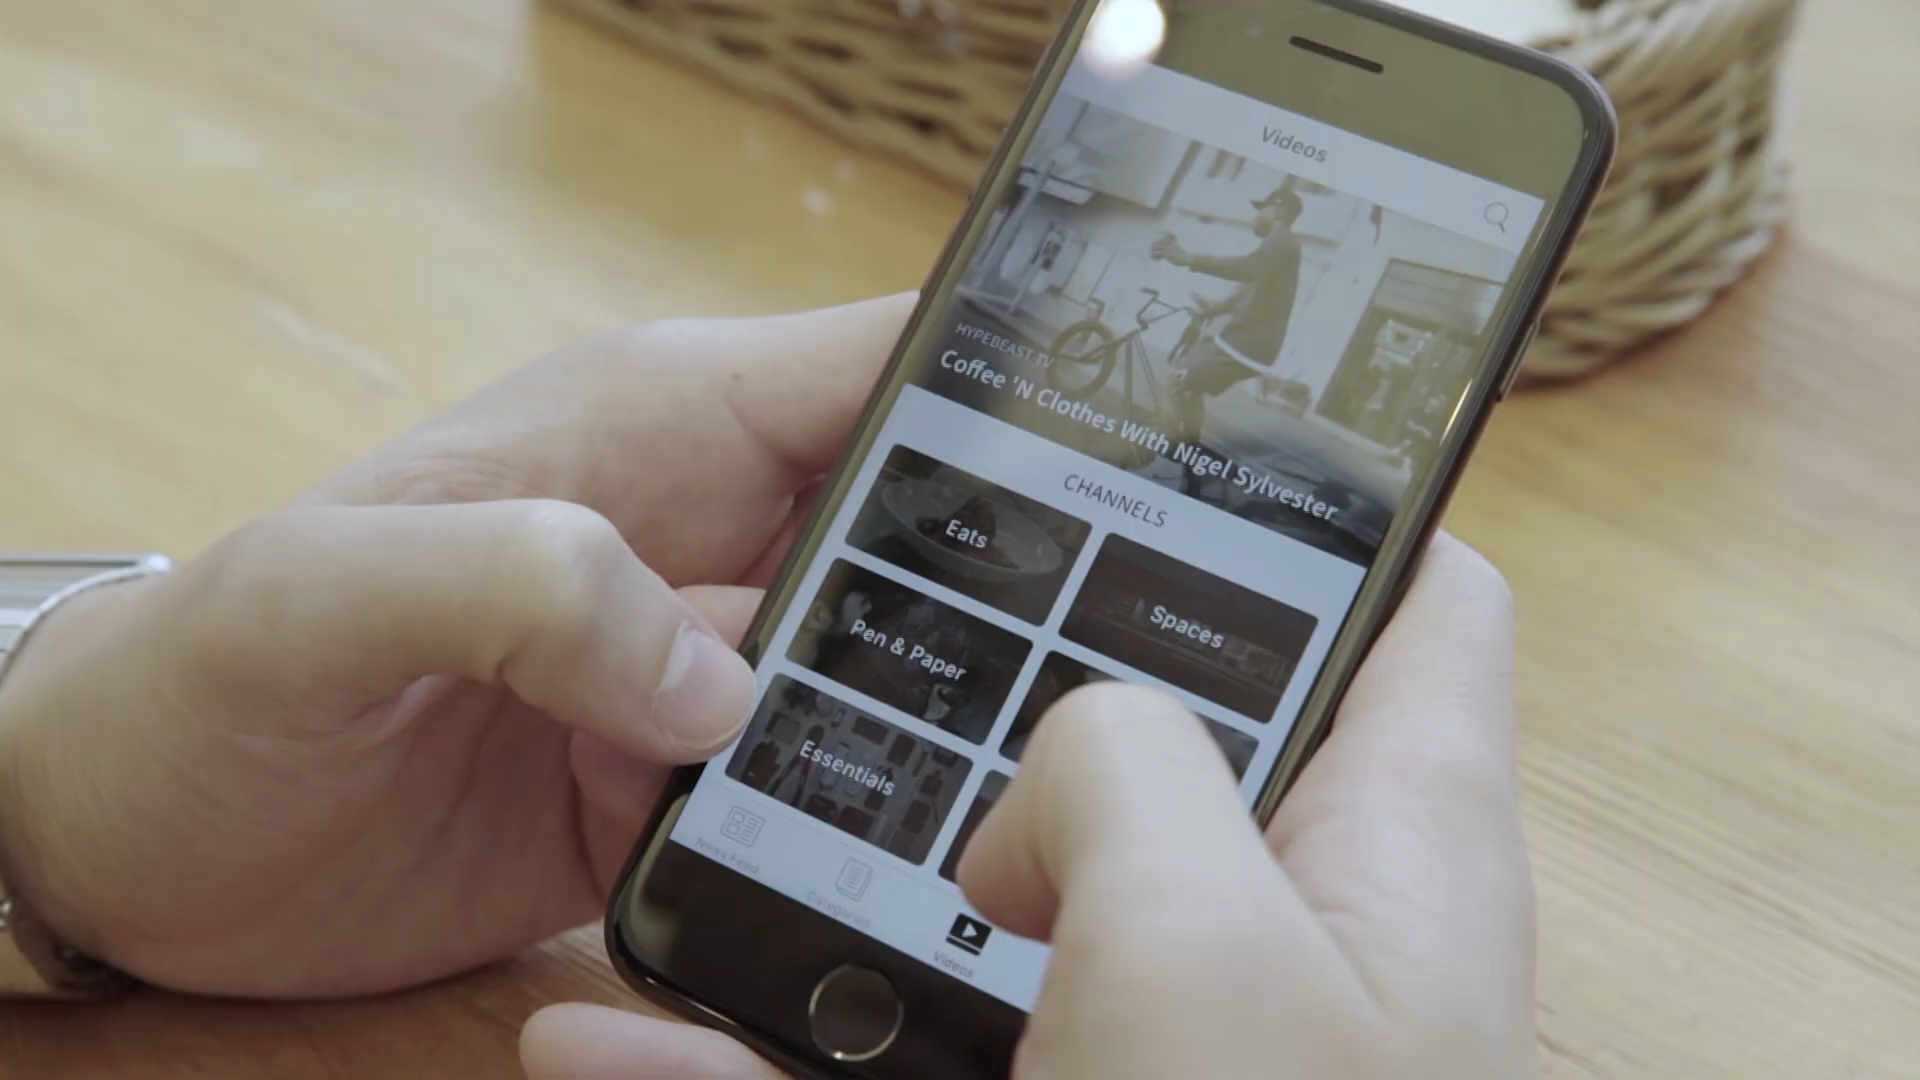 Videos
HYPEBEAST TV
Coffee 'N Clothes With Nigel Sylvester
CHANNELS
Eats
Spaces
Pen & Paper
Essentials
News Feed
Categories
Videos